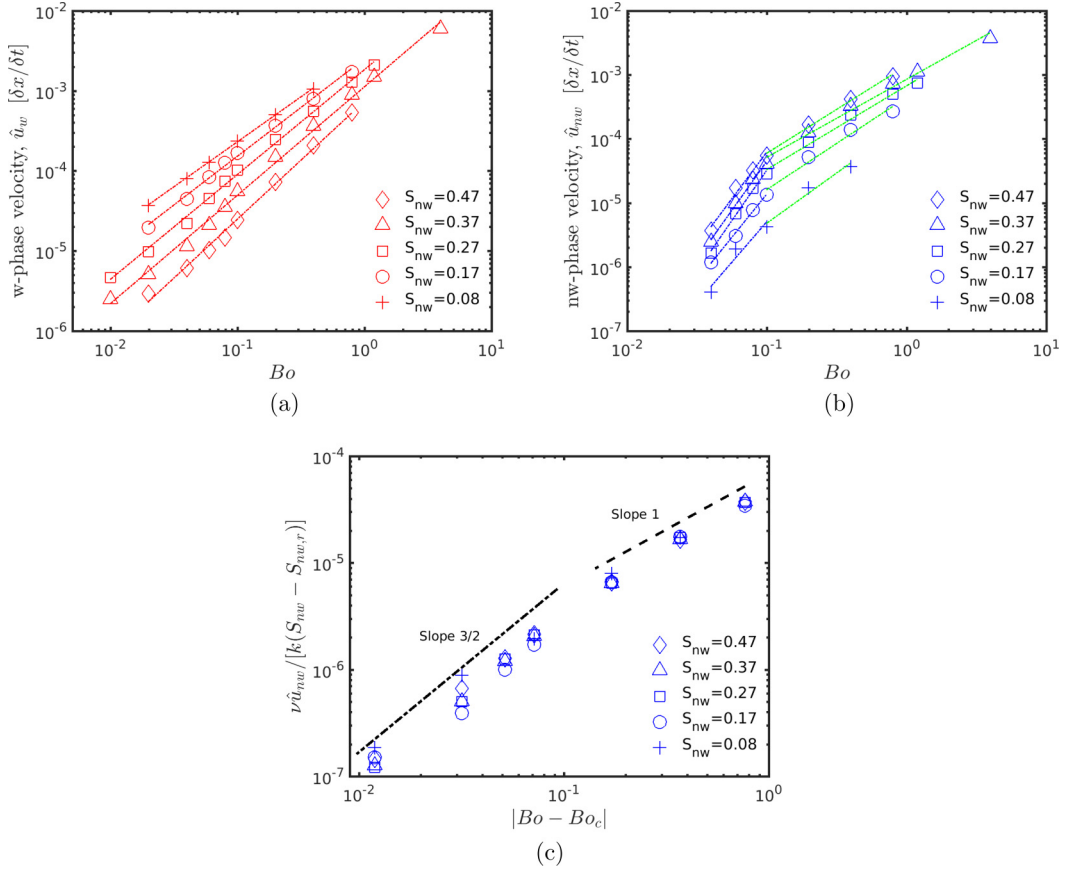 (a)
w-phase velocity, û_w [δx/δt]
10^-2
10^-3
10^-4
10^-5
10^-6
S_nw=0.47
S_nw=0.37
S_nw=0.27
S_nw=0.17
S_nw=0.08
10^-2 10^-1 10^0 10^1
Bo
(a)
nw-phase velocity, û_nw [δx/δt]
10^-2
10^-3
10^-4
10^-5
10^-6
10^-7
S_nw=0.47
S_nw=0.37
S_nw=0.27
S_nw=0.17
S_nw=0.08
10^-2 10^-1 10^0 10^1
Bo
(b)
νû_nw/[k(S_nw − S_nw,r)]
10^-4
10^-5
10^-6
10^-7
Slope 1
Slope 3/2
S_nw=0.47
S_nw=0.37
S_nw=0.27
S_nw=0.17
S_nw=0.08
10^-2 10^-1 10^0
|Bo − Bo_c|
(c)